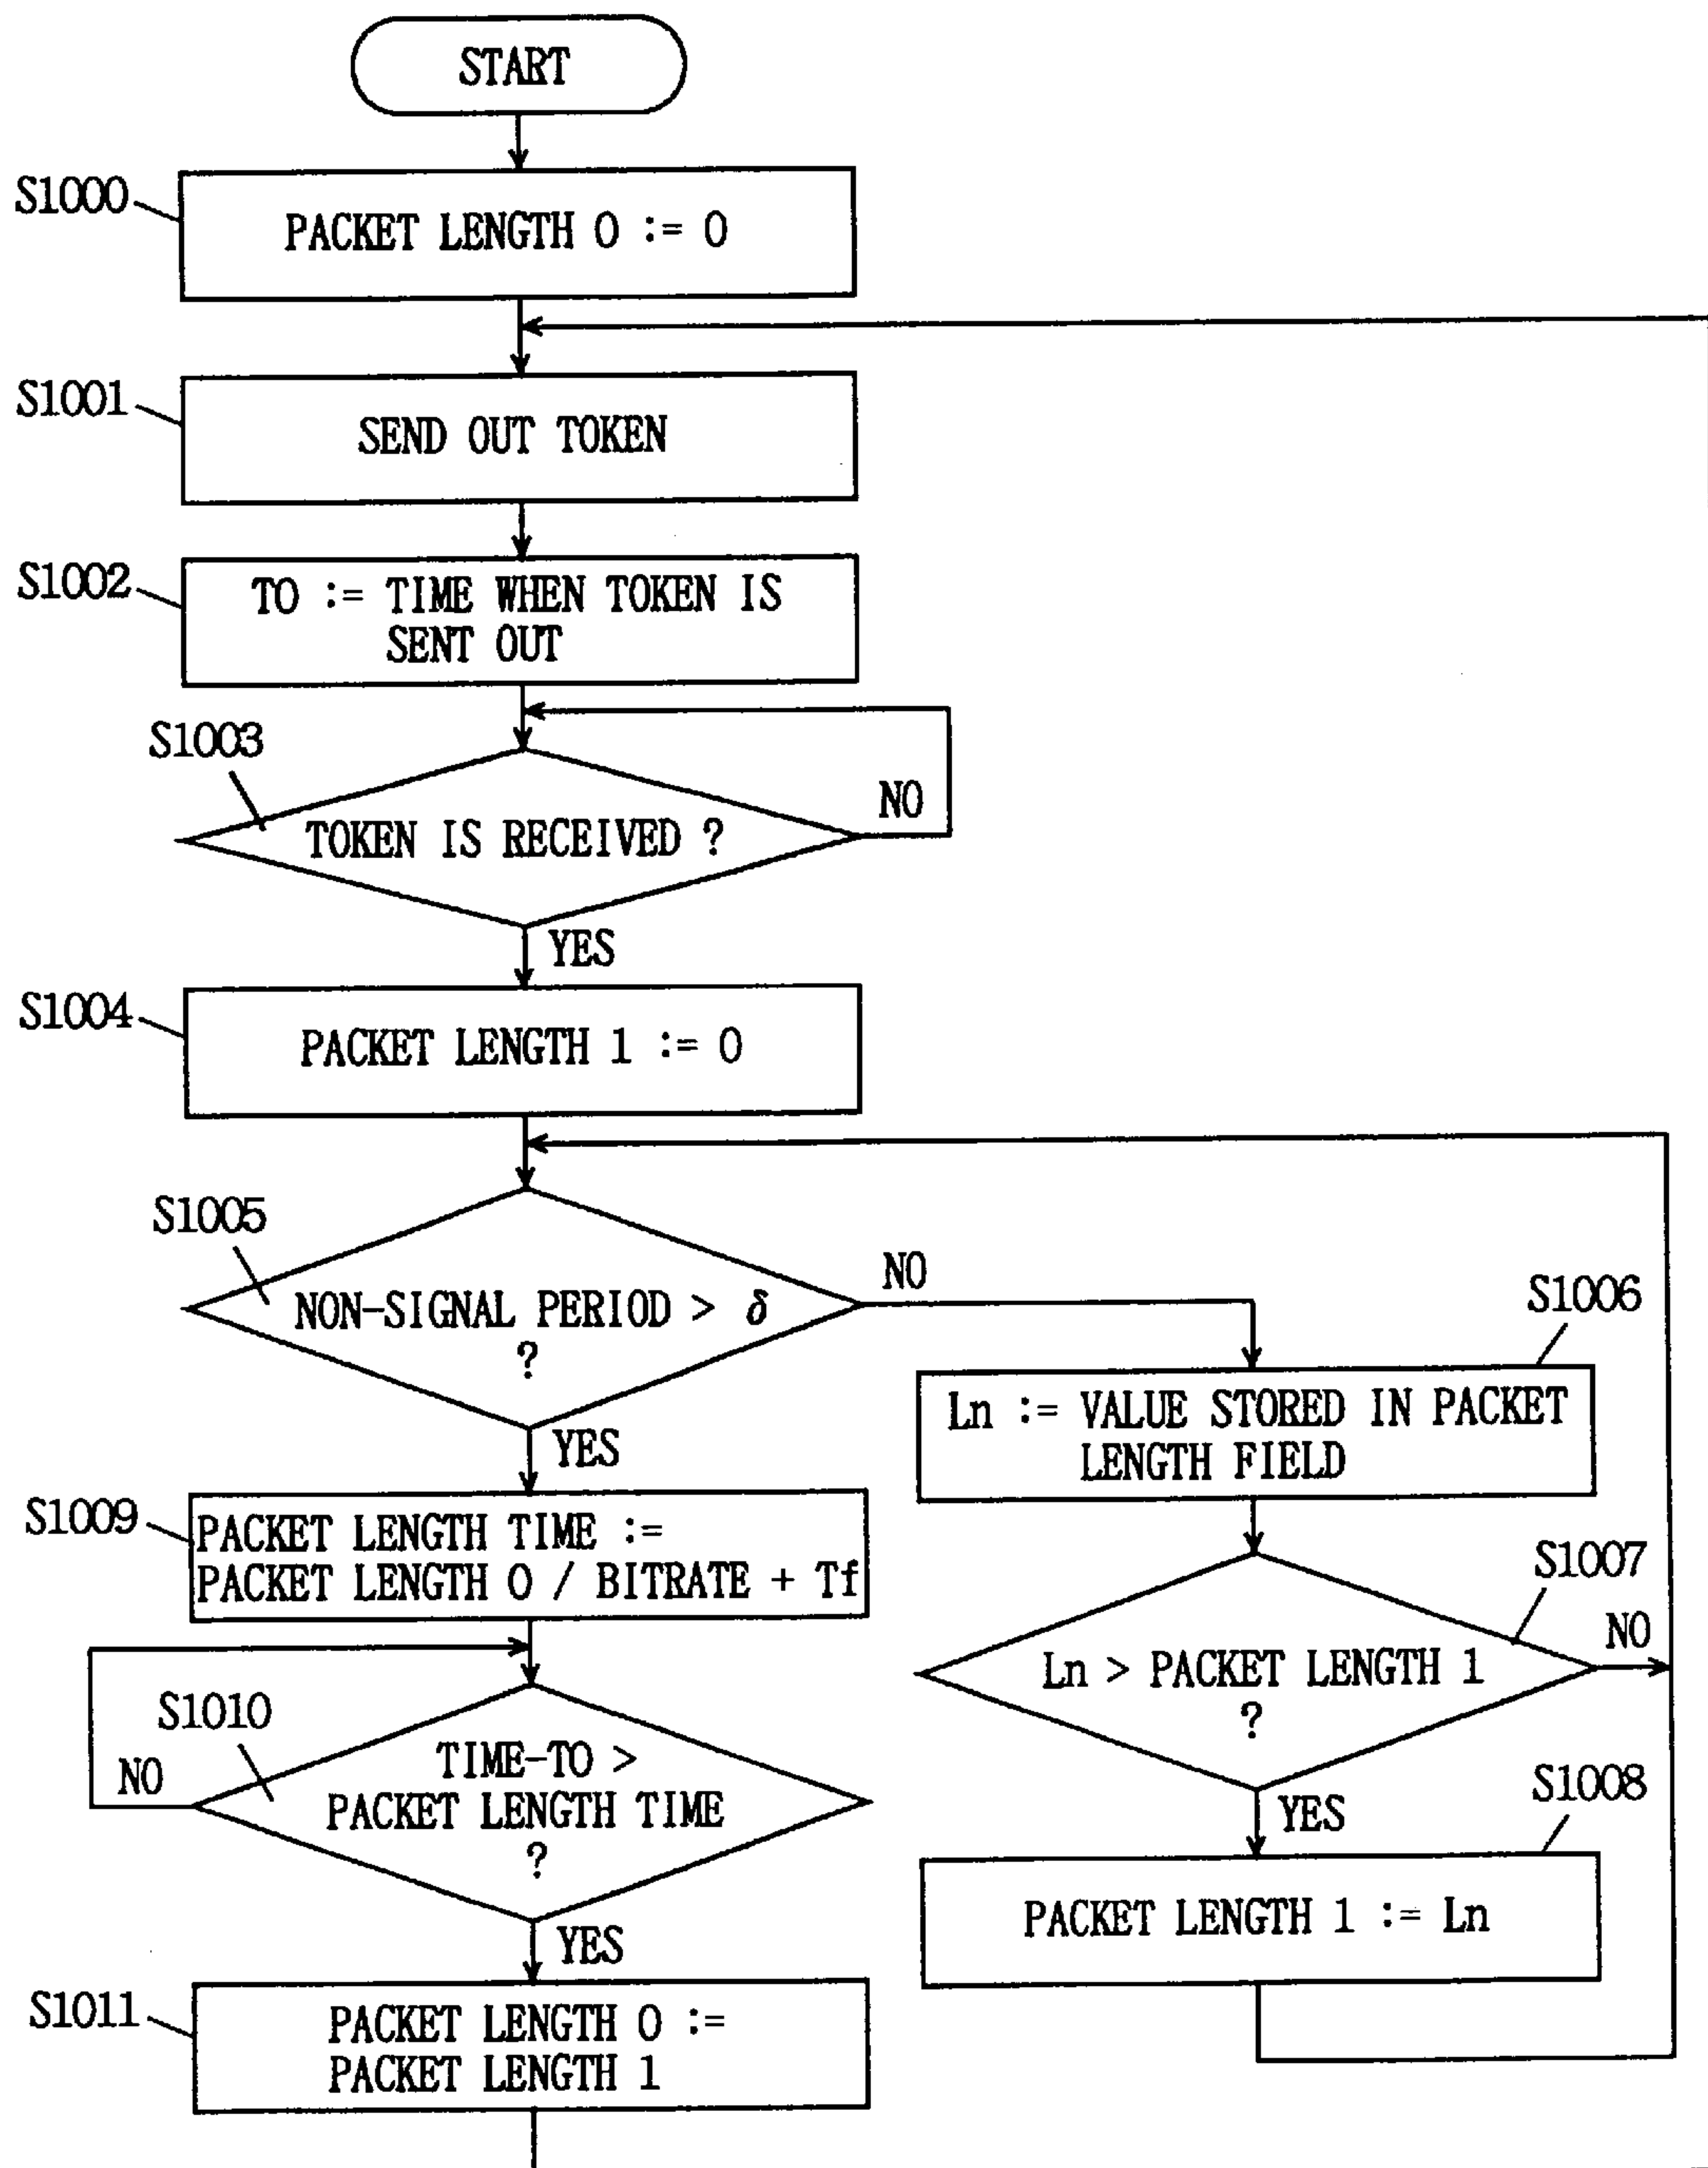 START
S1000
PACKET LENGTH 0 := 0
S1001
SEND OUT TOKEN
S1002
T0 := TIME WHEN TOKEN IS
SENT OUT
S1003
TOKEN IS RECEIVED ?
NO
YES
S1004
PACKET LENGTH 1 := 0
S1005
NON-SIGNAL PERIOD > δ
?
NO
YES
S1006
Ln := VALUE STORED IN PACKET
LENGTH FIELD
S1007
Ln > PACKET LENGTH 1
?
NO
YES
S1008
PACKET LENGTH 1 := Ln
S1009
PACKET LENGTH TIME :=
PACKET LENGTH 0 / BITRATE + Tf
S1010
TIME-T0 >
PACKET LENGTH TIME
?
NO
YES
S1011
PACKET LENGTH 0 :=
PACKET LENGTH 1